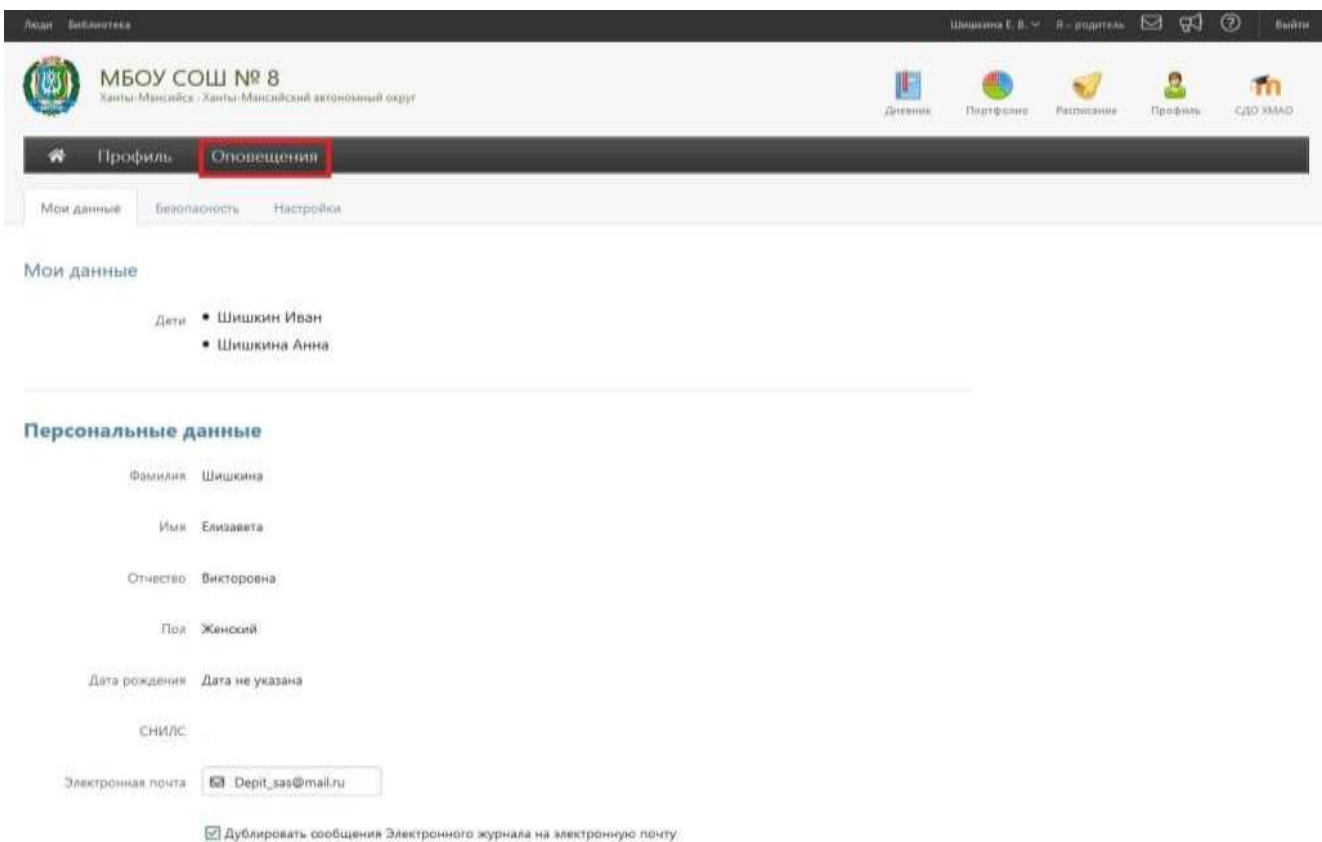 Люди Библиотека Шишкина Е. В. Я - родитель Выйти
МБОУ СОШ № 8
Ханты-Мансийск · Ханты-Мансийский автономный округ
Дневник Портфолио Расписание Профиль СДО ХМАО
Профиль Оповещения
Мои данные Безопасность Настройки
Мои данные
Дети • Шишкин Иван
• Шишкина Анна
Персональные данные
Фамилия Шишкина
Имя Елизавета
Отчество Викторовна
Пол Женский
Дата рождения Дата не указана
СНИЛС
Электронная почта Depit_sas@mail.ru
Дублировать сообщения Электронного журнала на электронную почту